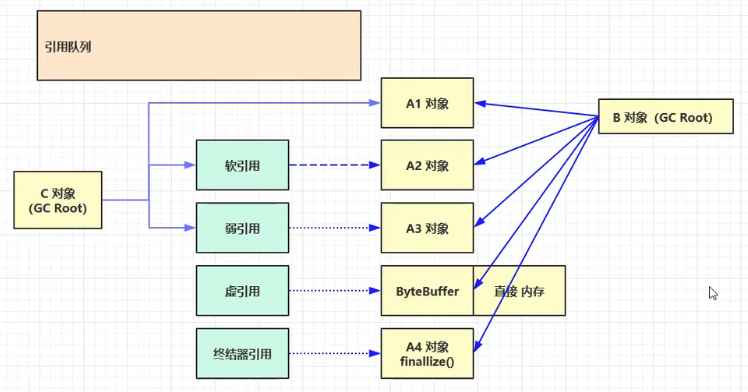 引用队列
A1 对象
B 对象（GC Root）
软引用
A2 对象
C 对象
（GC Root）
弱引用
A3 对象
虚引用
ByteBuffer
直接 内存
终结器引用
A4 对象
finallize()